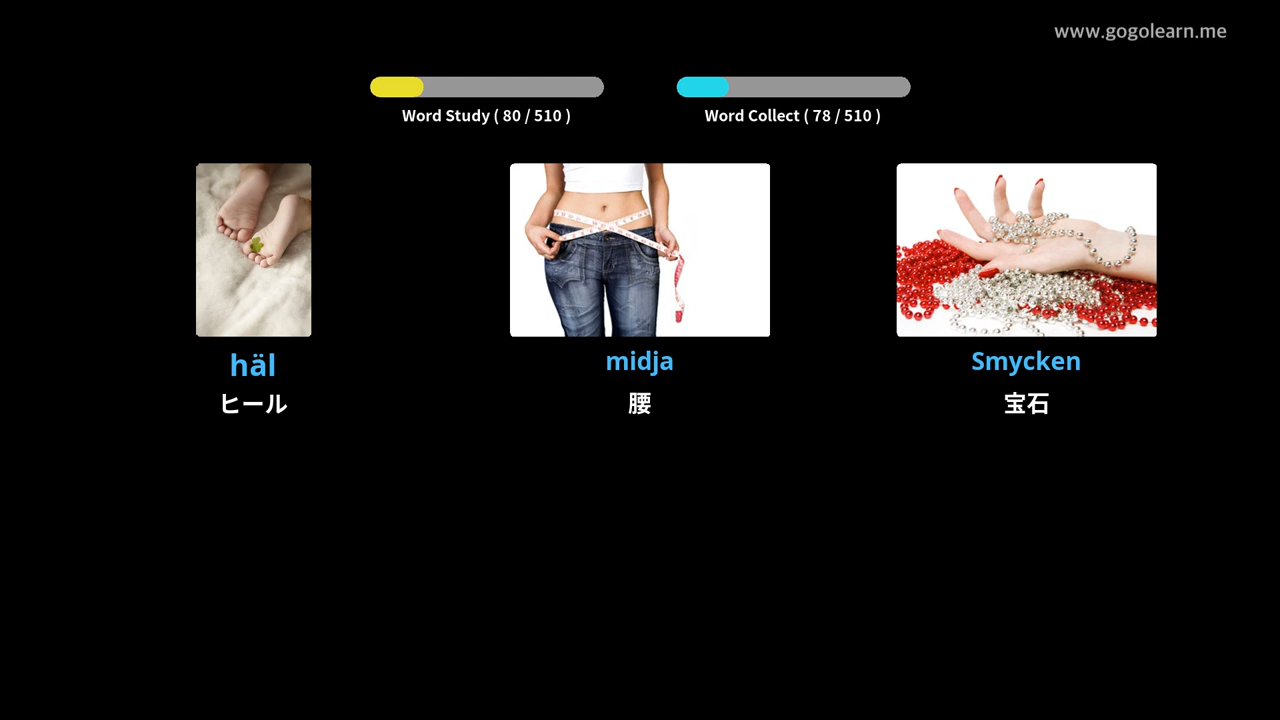 www.gogolearn.me
Word Study ( 80 / 510 )
Word Collect ( 78 / 510 )
häl
midja
Smycken
ヒール
腰
宝石